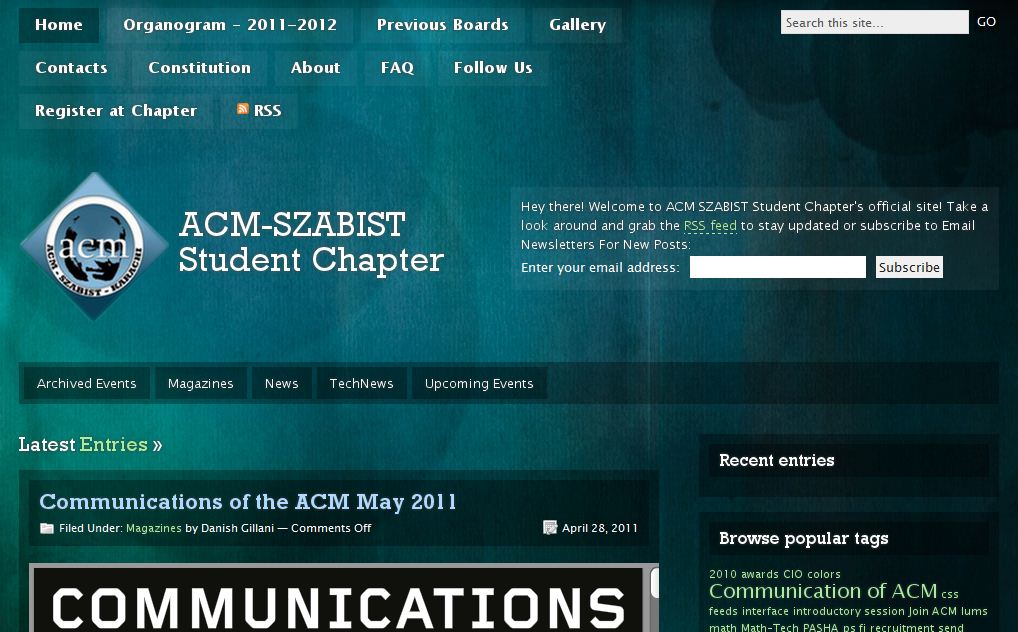 Home Organogram – 2011-2012 Previous Boards Gallery
Search this site... GO
Contacts Constitution About FAQ Follow Us
Register at Chapter RSS
acm
ACM - SZABIST - KARACHI
ACM-SZABIST
Student Chapter
Hey there! Welcome to ACM SZABIST Student Chapter's official site! Take a
look around and grab the RSS feed to stay updated or subscribe to Email
Newsletters For New Posts:
Enter your email address: Subscribe
Archived Events Magazines News TechNews Upcoming Events
Latest Entries »
Communications of the ACM May 2011
Filed Under: Magazines by Danish Gillani — Comments Off April 28, 2011
COMMUNICATIONS
Recent entries
Browse popular tags
2010 awards CIO colors
Communication of ACM css
feeds interface introductory session Join ACM lums
math Math-Tech PASHA ps fi recruitment send